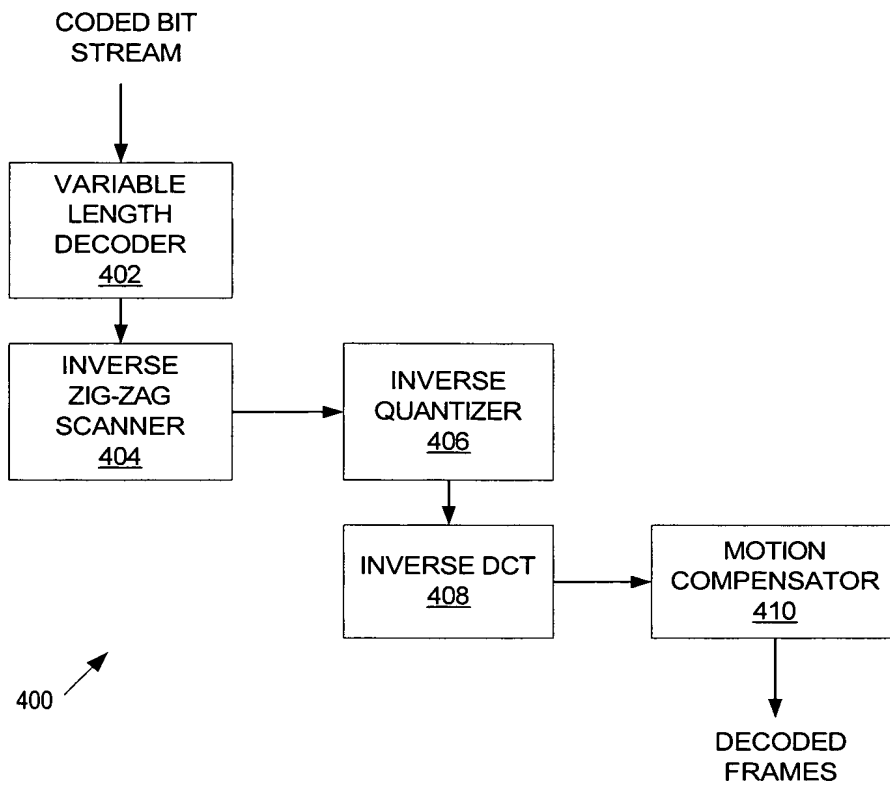 CODED BIT
STREAM
VARIABLE
LENGTH
DECODER
402
INVERSE
ZIG-ZAG
SCANNER
404
INVERSE
QUANTIZER
406
INVERSE DCT
408
MOTION
COMPENSATOR
410
400
DECODED
FRAMES